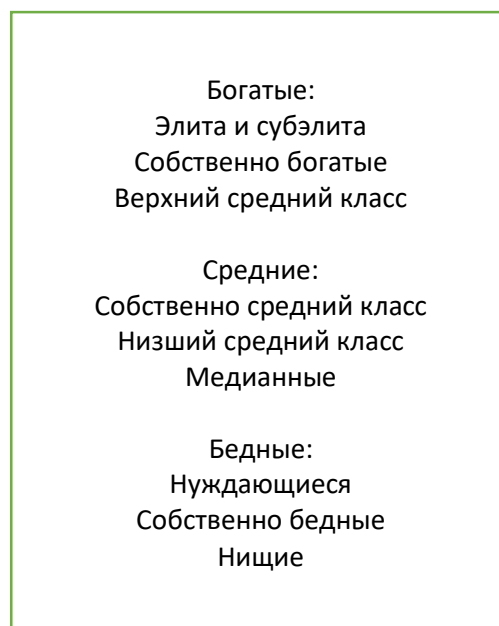 Богатые:
Элита и субэлита
Собственно богатые
Верхний средний класс
Средние:
Собственно средний класс
Низший средний класс
Медианные
Бедные:
Нуждающиеся
Собственно бедные
Нищие